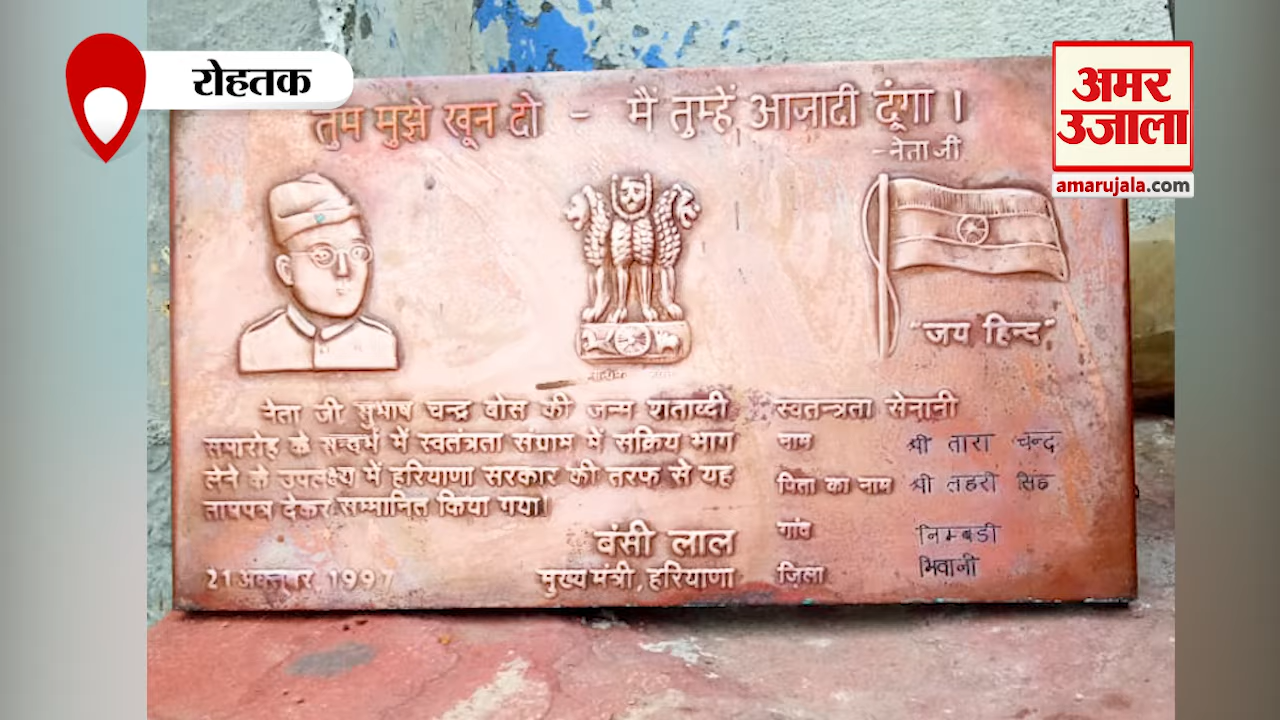 रोहतक
अमर
उजाला
amarujala.com
तुम मुझे खून दो - मैं तुम्हें आजादी दूंगा ।
-नेता जी
"जय हिन्द"
नेता जी सुभाष चन्द्र बोस की जन्म शताब्दी
समारोह के सन्दर्भ में स्वतंत्रता संग्राम में सक्रिय भाग
लेने के उपलक्ष्य में हरियाणा सरकार की तरफ से यह
ताम्रपत्र देकर सम्मानित किया गया।
बंसी लाल
21 अक्तूबर 1997 मुख्य मंत्री, हरियाणा
स्वतन्त्रता सेनानी
नाम श्री तारा चन्द
पिता का नाम श्री लहरी सिंह
गांव निम्बडी
ज़िला भिवानी